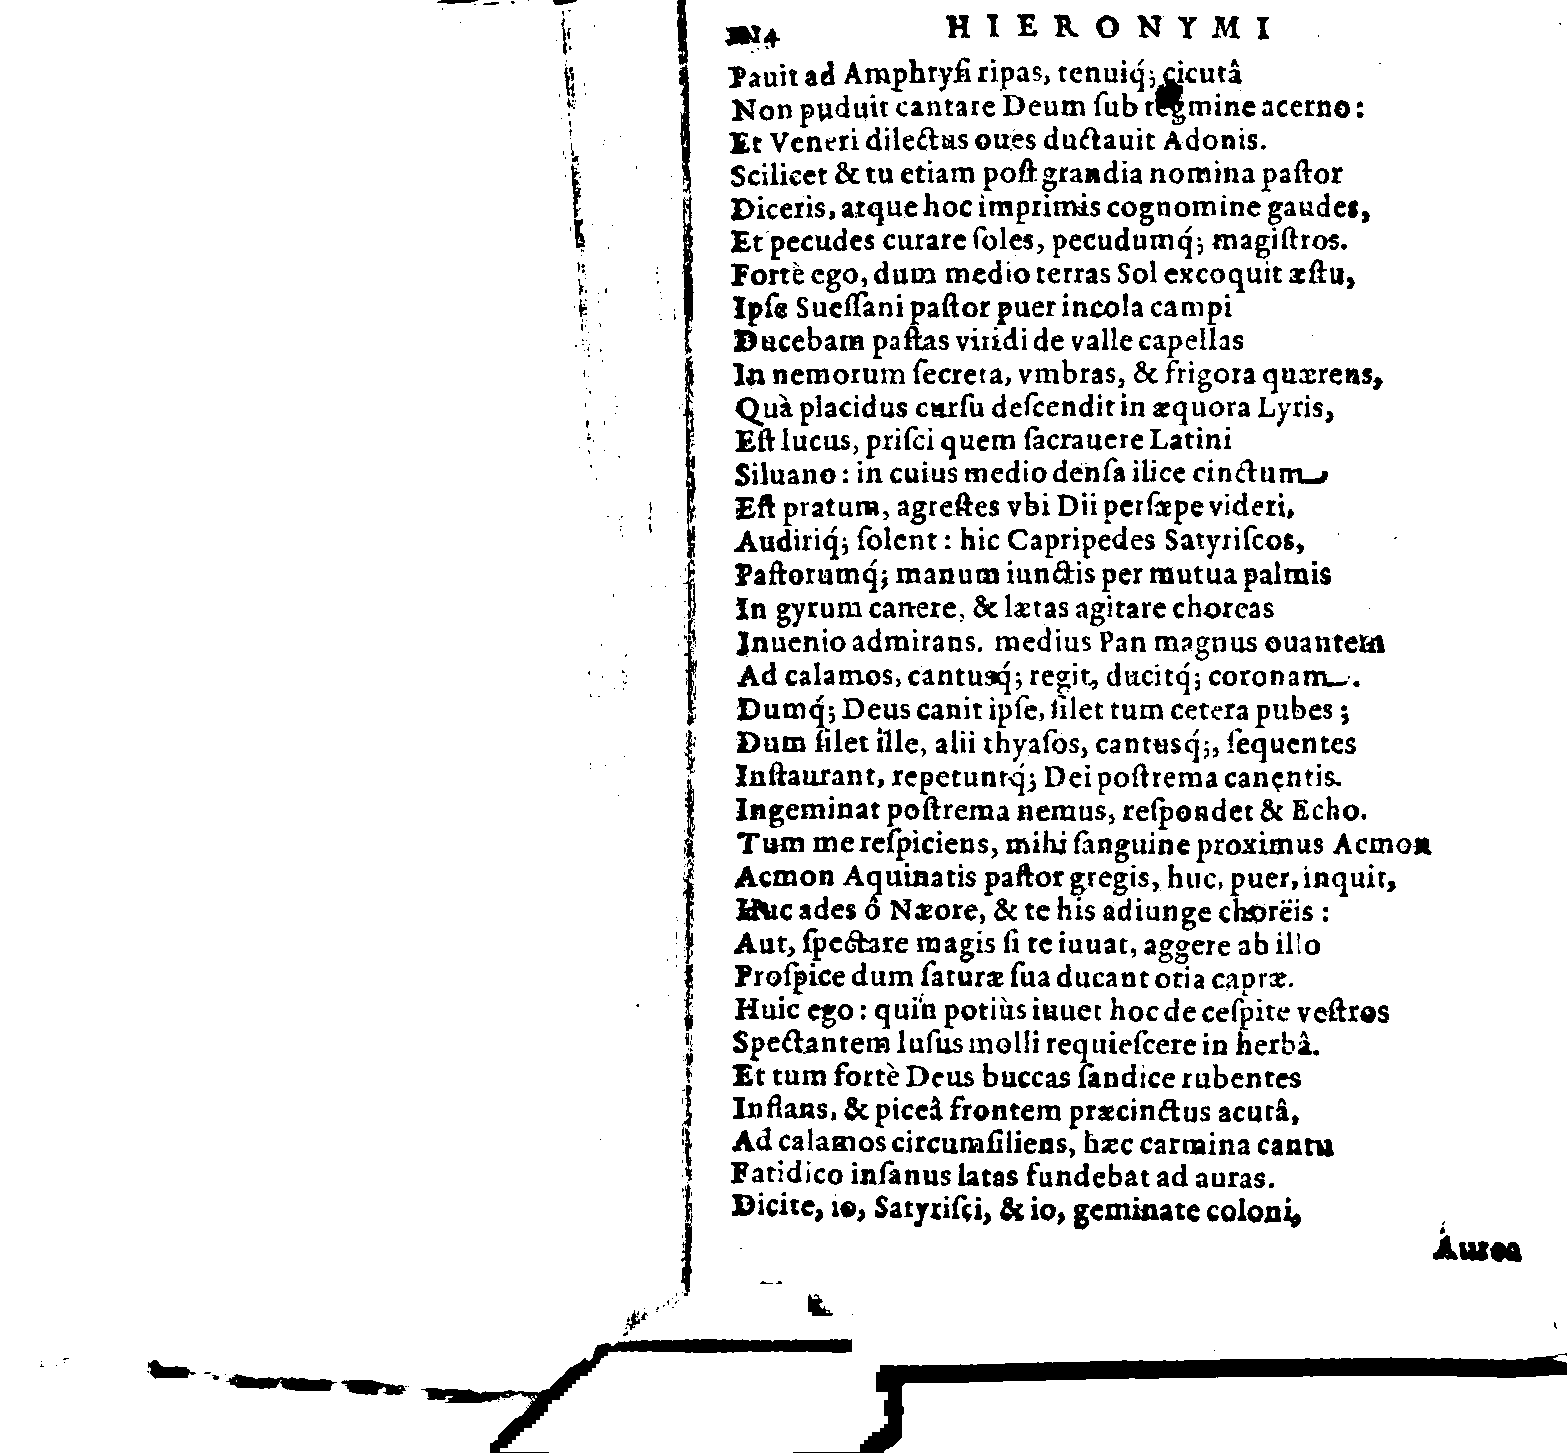 HIERONYMI
Pauit ad Amphryſi ripas, tenuiq́; cicutâ
Non puduit cantare Deum ſub tegmine acerno:
Et Veneri dilectus oues ductauit Adonis.
Scilicet & tu etiam poſt grandia nomina paſtor
Diceris, atque hoc imprimis cognomine gaudes,
Et pecudes curare ſoles, pecudumq́; magiſtros.
Fortè ego, dum medio terras Sol excoquit æſtu,
Ipſe Sueſſani paſtor puer incola campi
Ducebam paſtas viridi de valle capellas
In nemorum ſecreta, vmbras, & frigora quærens,
Quà placidus curſu deſcendit in æquora Lyris,
Eſt lucus, priſci quem ſacrauere Latini
Siluano: in cuius medio denſa ilice cinctum
Eſt pratum, agreſtes vbi Dii perſæpe videri,
Audiriq́; ſolent: hic Capripedes Satyriſcos,
Paſtorumq́; manum iunctis per mutua palmis
In gyrum canere, & lætas agitare choreas
Inuenio admirans. medius Pan magnus ouantem
Ad calamos, cantusq́; regit, ducitq́; coronam.
Dumq́; Deus canit ipſe, ſilet tum cetera pubes;
Dum ſilet ille, alii thyaſos, cantusq́;, ſequentes
Inſtaurant, repetuntq́; Dei poſtrema canentis.
Ingeminat poſtrema nemus, reſpondet & Echo.
Tum me reſpiciens, mihi ſanguine proximus Acmon
Acmon Aquinatis paſtor gregis, huc, puer, inquit,
Huc ades ô Næore, & te his adiunge chorëis:
Aut, ſpectare magis ſi te iuuat, aggere ab illo
Proſpice dum ſaturæ ſua ducant otia capræ.
Huic ego: quin potiùs iuuet hoc de ceſpite veſtros
Spectantem luſus molli requieſcere in herbâ.
Et tum fortè Deus buccas ſandice rubentes
Inflans, & piceâ frontem præcinctus acutâ,
Ad calamos circumſiliens, hæc carmina cantu
Fatidico inſanus latas fundebat ad auras.
Dicite, io, Satyriſci, & io, geminate coloni,
Aurea